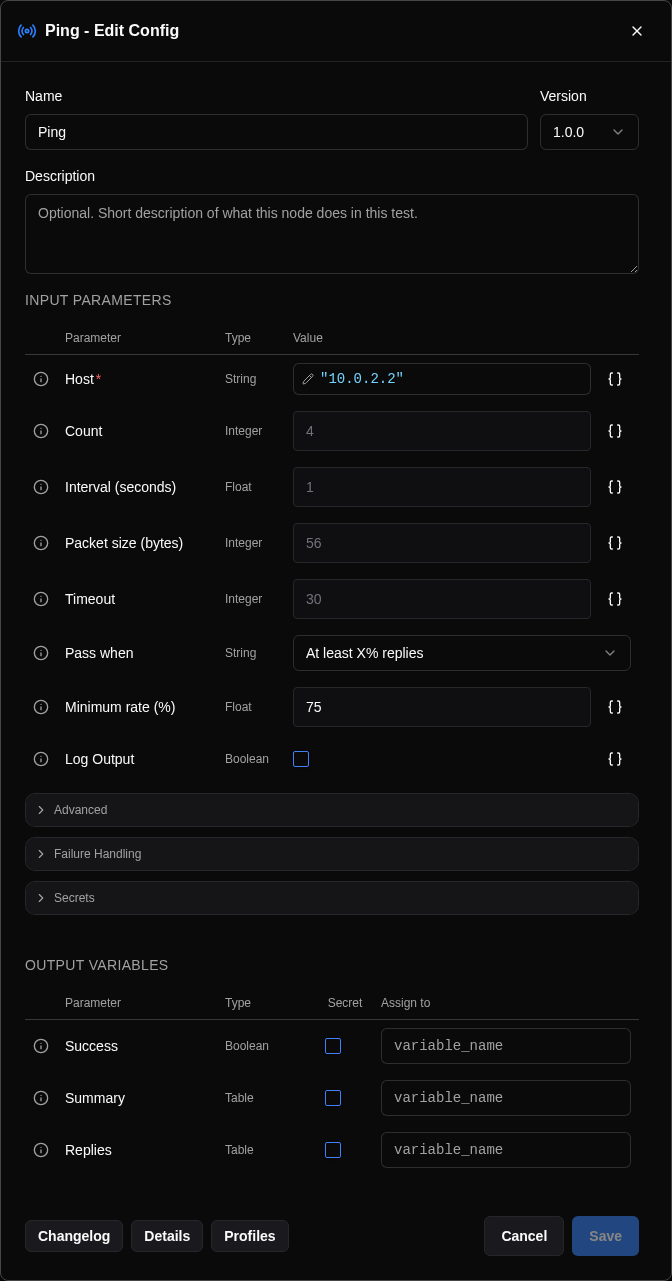 Ping - Edit Config
Name
Version
Ping
1.0.0
Description
Optional. Short description of what this node does in this test.
INPUT PARAMETERS
Parameter Type Value
Host* String "10.0.2.2" {}
Count Integer 4 {}
Interval (seconds) Float 1 {}
Packet size (bytes) Integer 56 {}
Timeout Integer 30 {}
Pass when String At least X% replies
Minimum rate (%) Float 75 {}
Log Output Boolean {}
Advanced
Failure Handling
Secrets
OUTPUT VARIABLES
Parameter Type Secret Assign to
Success Boolean variable_name
Summary Table variable_name
Replies Table variable_name
Changelog Details Profiles Cancel Save